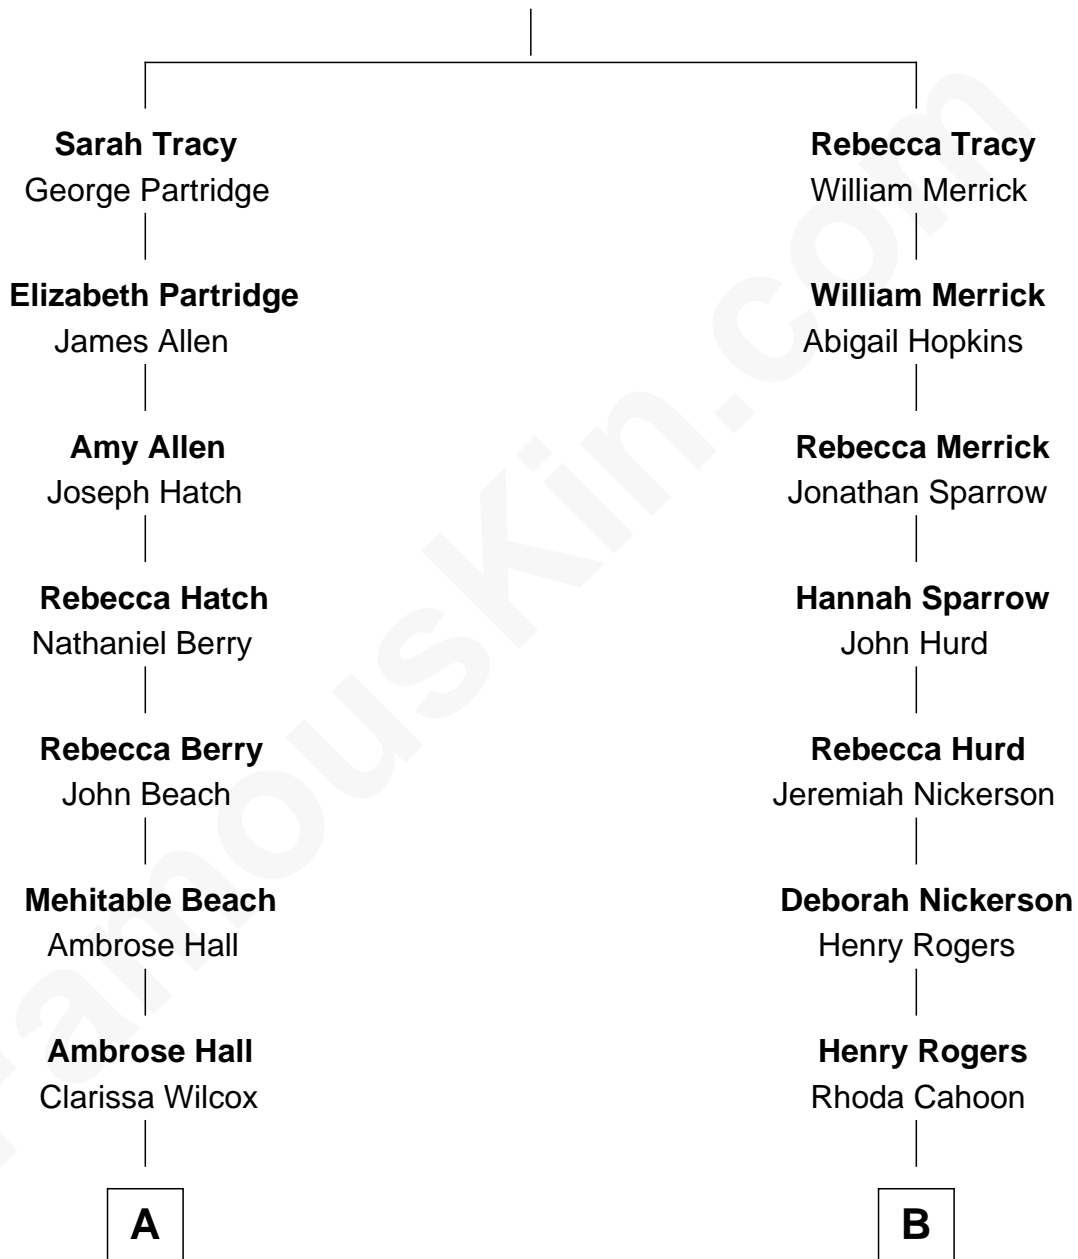 Sarah Tracy
George Partridge
Elizabeth Partridge
James Allen
Amy Allen
Joseph Hatch
Rebecca Hatch
Nathaniel Berry
Rebecca Berry
John Beach
Mehitable Beach
Ambrose Hall
Ambrose Hall
Clarissa Wilcox
A
Rebecca Tracy
William Merrick
William Merrick
Abigail Hopkins
Rebecca Merrick
Jonathan Sparrow
Hannah Sparrow
John Hurd
Rebecca Hurd
Jeremiah Nickerson
Deborah Nickerson
Henry Rogers
Henry Rogers
Rhoda Cahoon
B
FamousKin.com